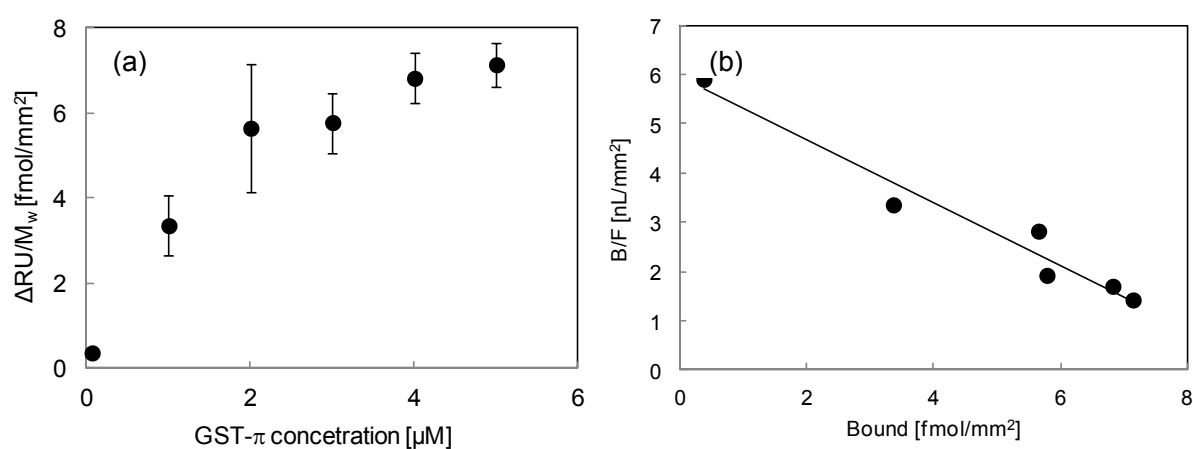 (a)
8
6
4
2
0
ΔRU/Mw [fmol/mm²]
0 2 4 6
GST-π concetration [µM]
(b)
7
6
5
4
3
2
1
0
B/F [nL/mm²]
0 2 4 6 8
Bound [fmol/mm²]